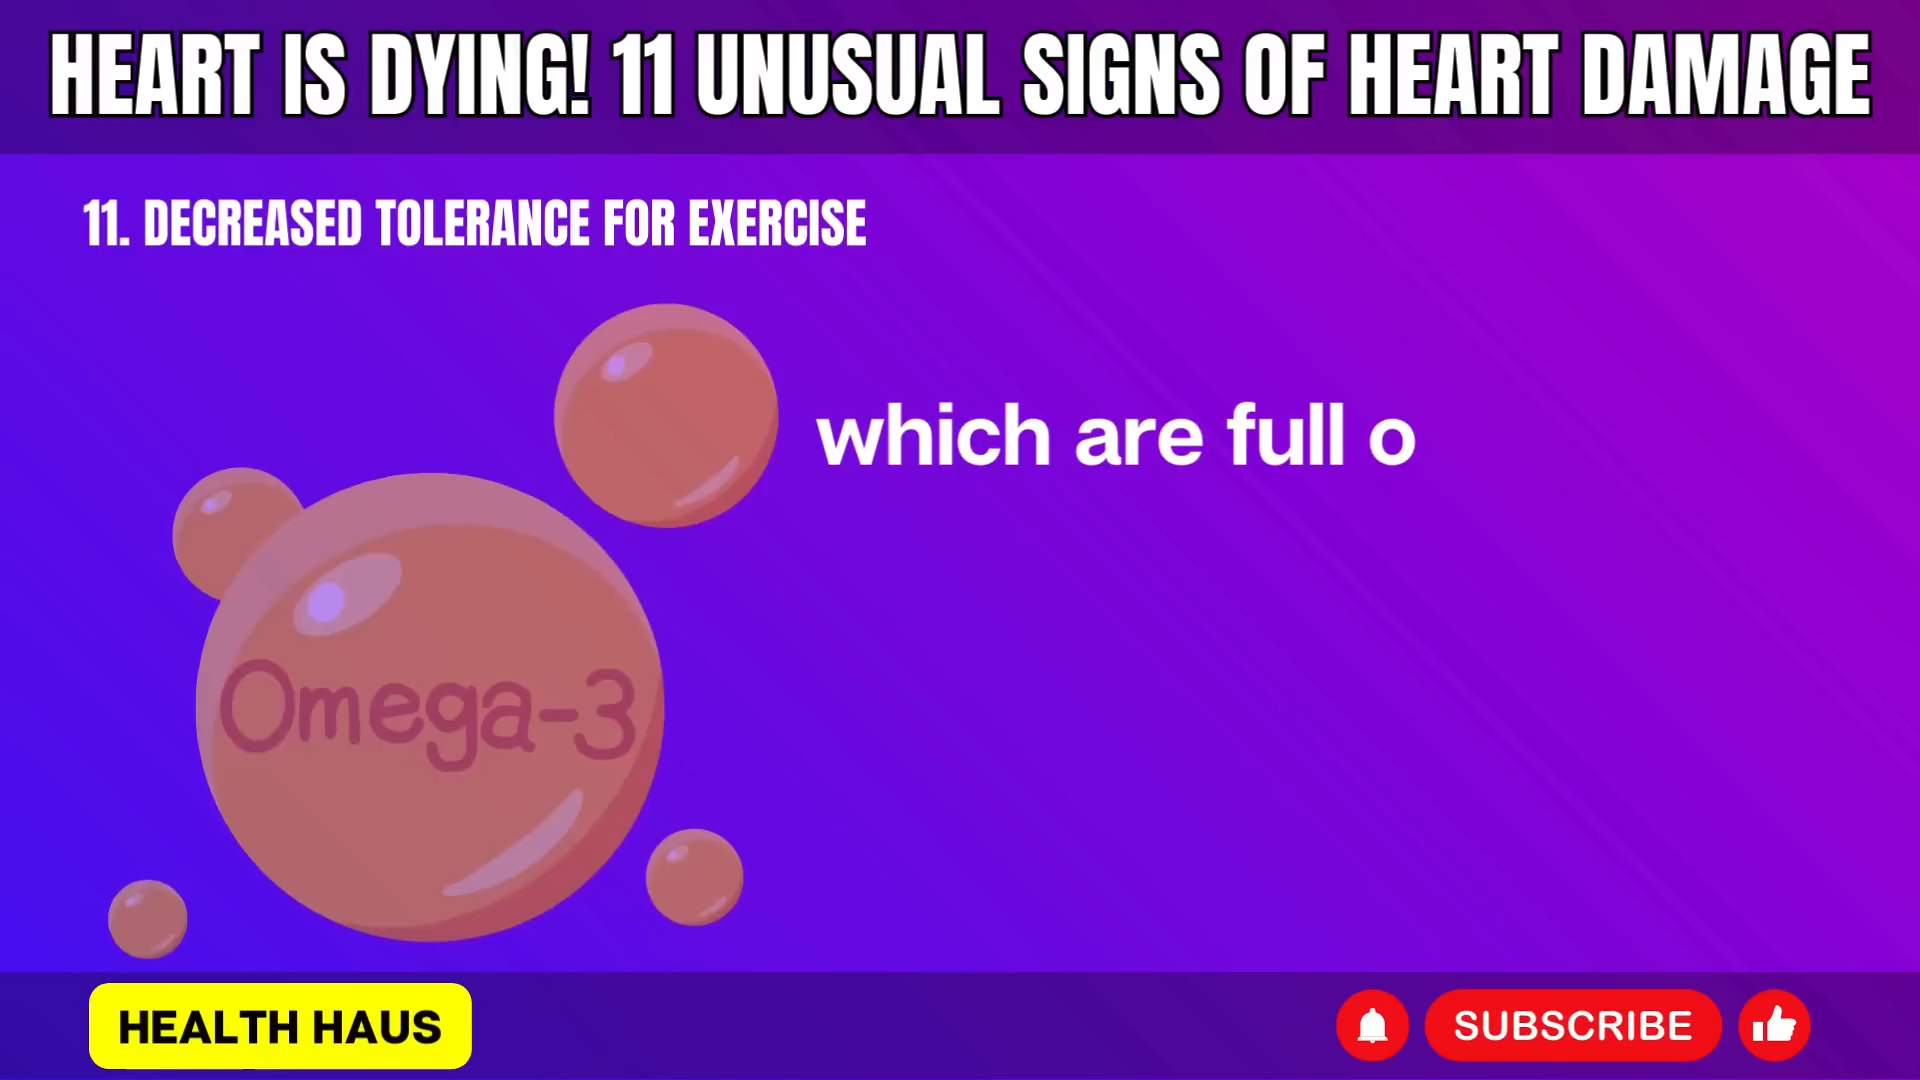 HEART IS DYING! 11 UNUSUAL SIGNS OF HEART DAMAGE
11. DECREASED TOLERANCE FOR EXERCISE
which are full o
Omega-3
HEALTH HAUS
SUBSCRIBE